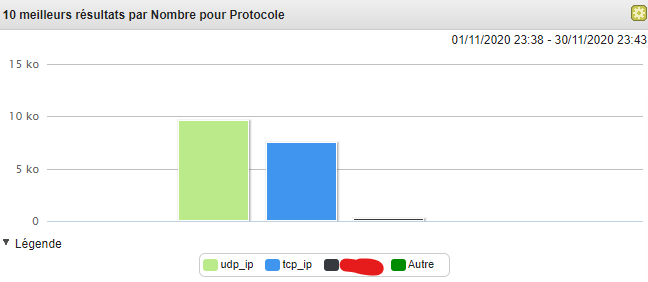 10 meilleurs résultats par Nombre pour Protocole
01/11/2020 23:38 - 30/11/2020 23:43
15 ko
10 ko
5 ko
0
Légende
udp_ip tcp_ip Autre